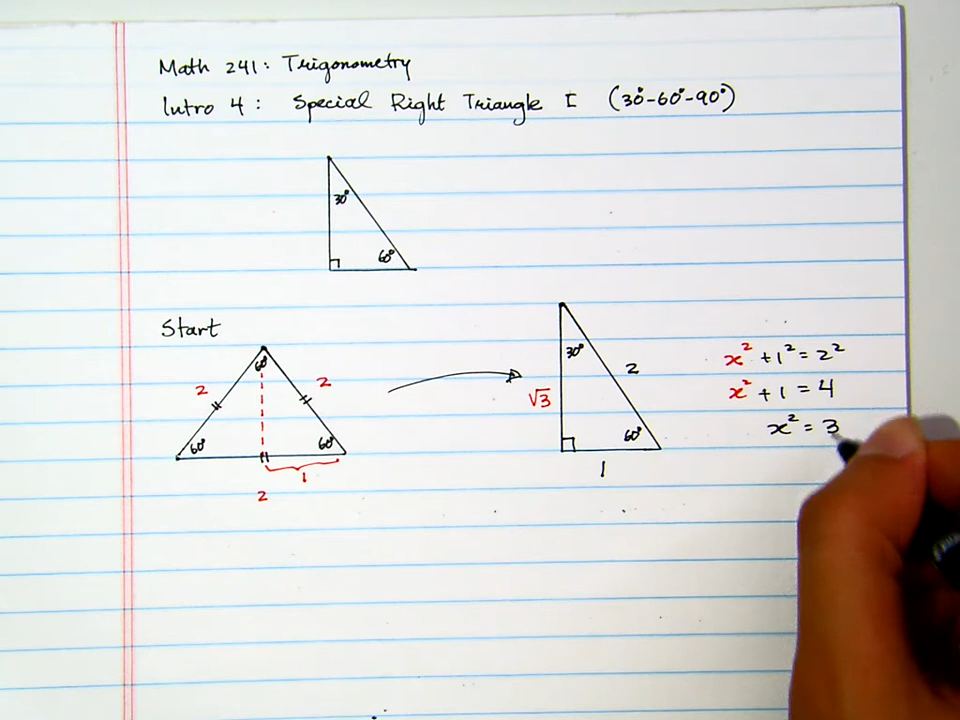 Math 241: Trigonometry
Intro 4: Special Right Triangle I (30°-60°-90°)
30°
60°
Start
60°
2
2
60°
60°
1
2
30°
2
√3
60°
1
x² + 1² = 2²
x² + 1 = 4
x² = 3